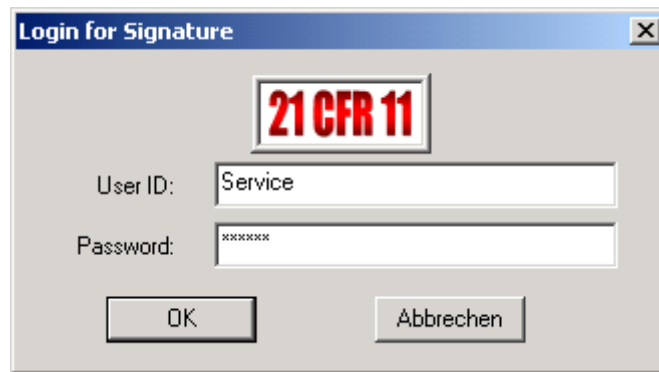 Login for Signature
21 CFR 11
User ID: Service
Password: ******
OK Abbrechen